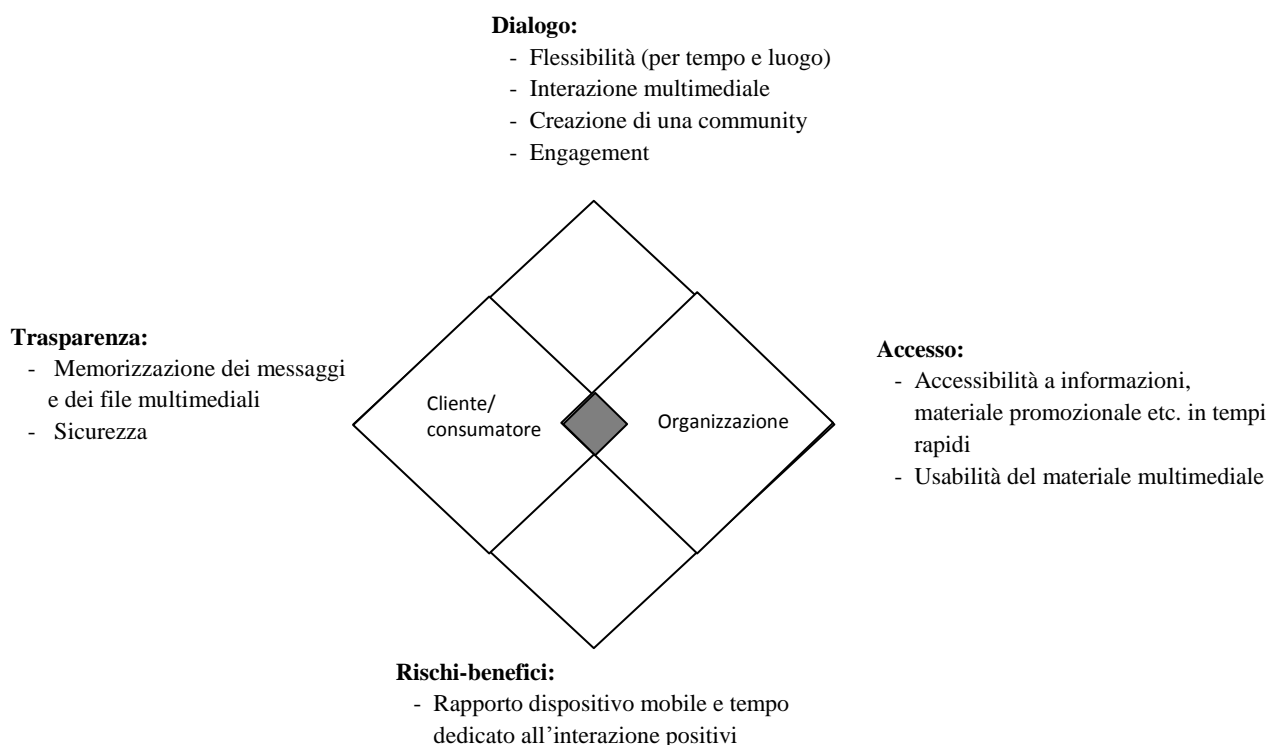 Dialogo:
- Flessibilità (per tempo e luogo)
- Interazione multimediale
- Creazione di una community
- Engagement
Trasparenza:
- Memorizzazione dei messaggi
e dei file multimediali
- Sicurezza
Cliente/
consumatore
Organizzazione
Accesso:
- Accessibilità a informazioni,
materiale promozionale etc. in tempi
rapidi
- Usabilità del materiale multimediale
Rischi-benefici:
- Rapporto dispositivo mobile e tempo
dedicato all’interazione positivi